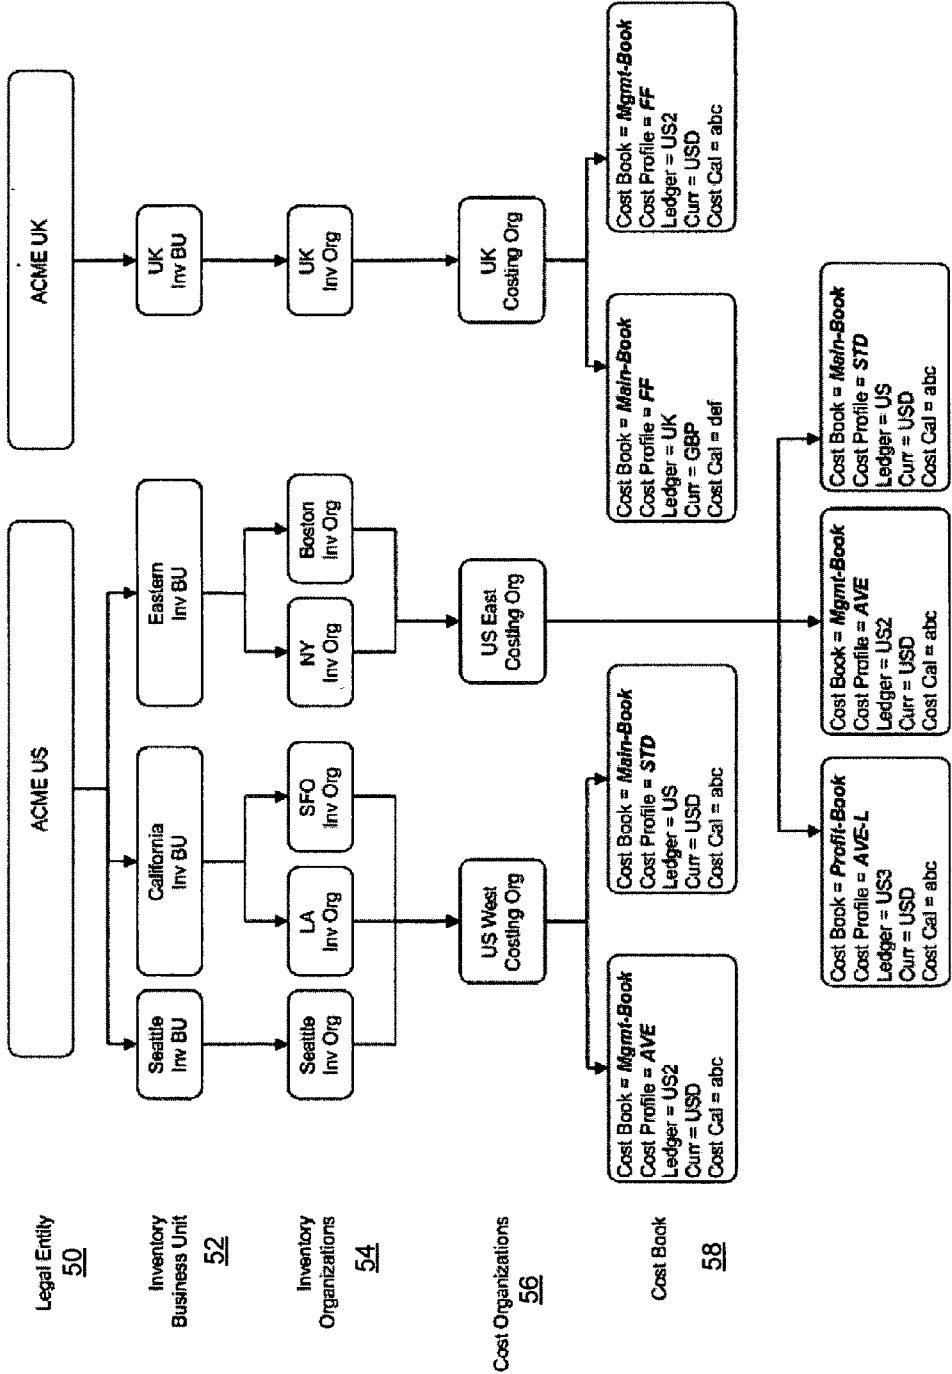 Legal Entity
50
ACME US
ACME UK
Inventory
Business Unit
52
Seattle
Inv BU
California
Inv BU
Eastern
Inv BU
UK
Inv BU
Inventory
Organizations
54
Seattle
Inv Org
LA
Inv Org
SFO
Inv Org
NY
Inv Org
Boston
Inv Org
UK
Inv Org
Cost Organizations
56
US West
Costing Org
US East
Costing Org
UK
Costing Org
Cost Book
58
Cost Book = Mgmt-Book
Cost Profile = AVE
Ledger = US2
Curr = USD
Cost Cal = abc
Cost Book = Main-Book
Cost Profile = STD
Ledger = US
Curr = USD
Cost Cal = abc
Cost Book = Main-Book
Cost Profile = FF
Ledger = UK
Curr = GBP
Cost Cal = def
Cost Book = Mgmt-Book
Cost Profile = FF
Ledger = US2
Curr = USD
Cost Cal = abc
Cost Book = Profit-Book
Cost Profile = AVE-L
Ledger = US3
Curr = USD
Cost Cal = abc
Cost Book = Mgmt-Book
Cost Profile = AVE
Ledger = US2
Curr = USD
Cost Cal = abc
Cost Book = Main-Book
Cost Profile = STD
Ledger = US
Curr = USD
Cost Cal = abc